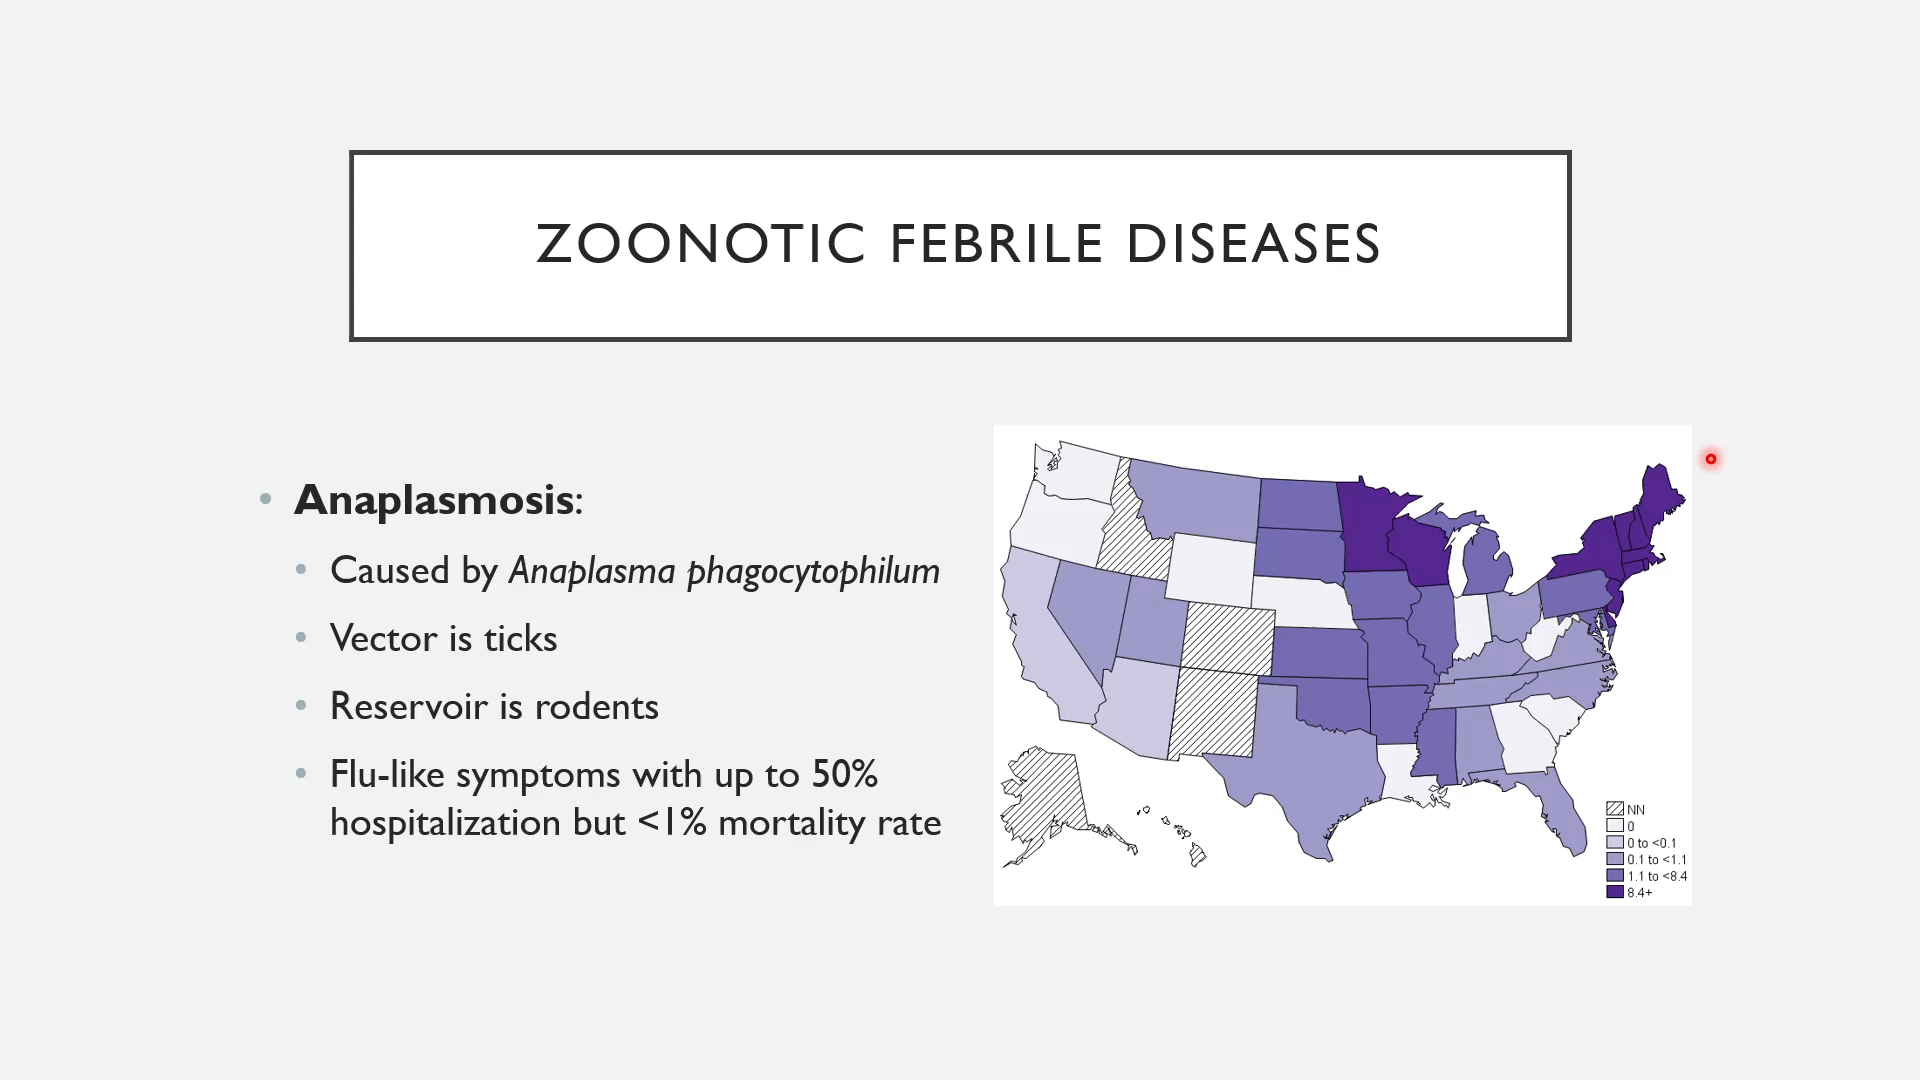 ZOONOTIC FEBRILE DISEASES
• Anaplasmosis:
• Caused by Anaplasma phagocytophilum
• Vector is ticks
• Reservoir is rodents
• Flu-like symptoms with up to 50%
hospitalization but <1% mortality rate
NN
0
0 to <0.1
0.1 to <1.1
1.1 to <8.4
8.4+